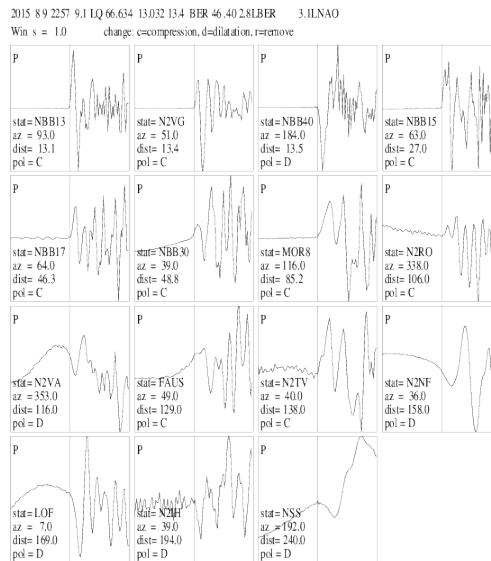 2015 8 9 2257 9.1 LQ 66.634 13.032 13.4 BER 46 .40 2.8LBER 3.1LNAO
Win s = 1.0 change: c=compression, d=dilatation, r=remove
P
stat= NBB13
az = 93.0
dist= 13.1
pol = C
P
stat= N2VG
az = 51.0
dist= 13.4
pol = C
P
stat= NBB40
az = 184.0
dist= 13.5
pol = D
P
stat= NBB15
az = 63.0
dist= 27.0
pol = C
P
stat= NBB17
az = 64.0
dist= 46.3
pol = C
P
stat= NBB30
az = 39.0
dist= 48.8
pol = C
P
stat= MOR8
az = 116.0
dist= 85.2
pol = C
P
stat= N2RO
az = 338.0
dist= 106.0
pol = C
P
stat= N2VA
az = 353.0
dist= 116.0
pol = D
P
stat= FAUS
az = 49.0
dist= 129.0
pol = C
P
stat= N2TV
az = 40.0
dist= 138.0
pol = C
P
stat= N2NF
az = 36.0
dist= 158.0
pol = D
P
stat= LOF
az = 7.0
dist= 169.0
pol = D
P
stat=
az = 39.0
dist= 194.0
pol = D
P
stat= NSS
az = 192.0
dist= 240.0
pol = D